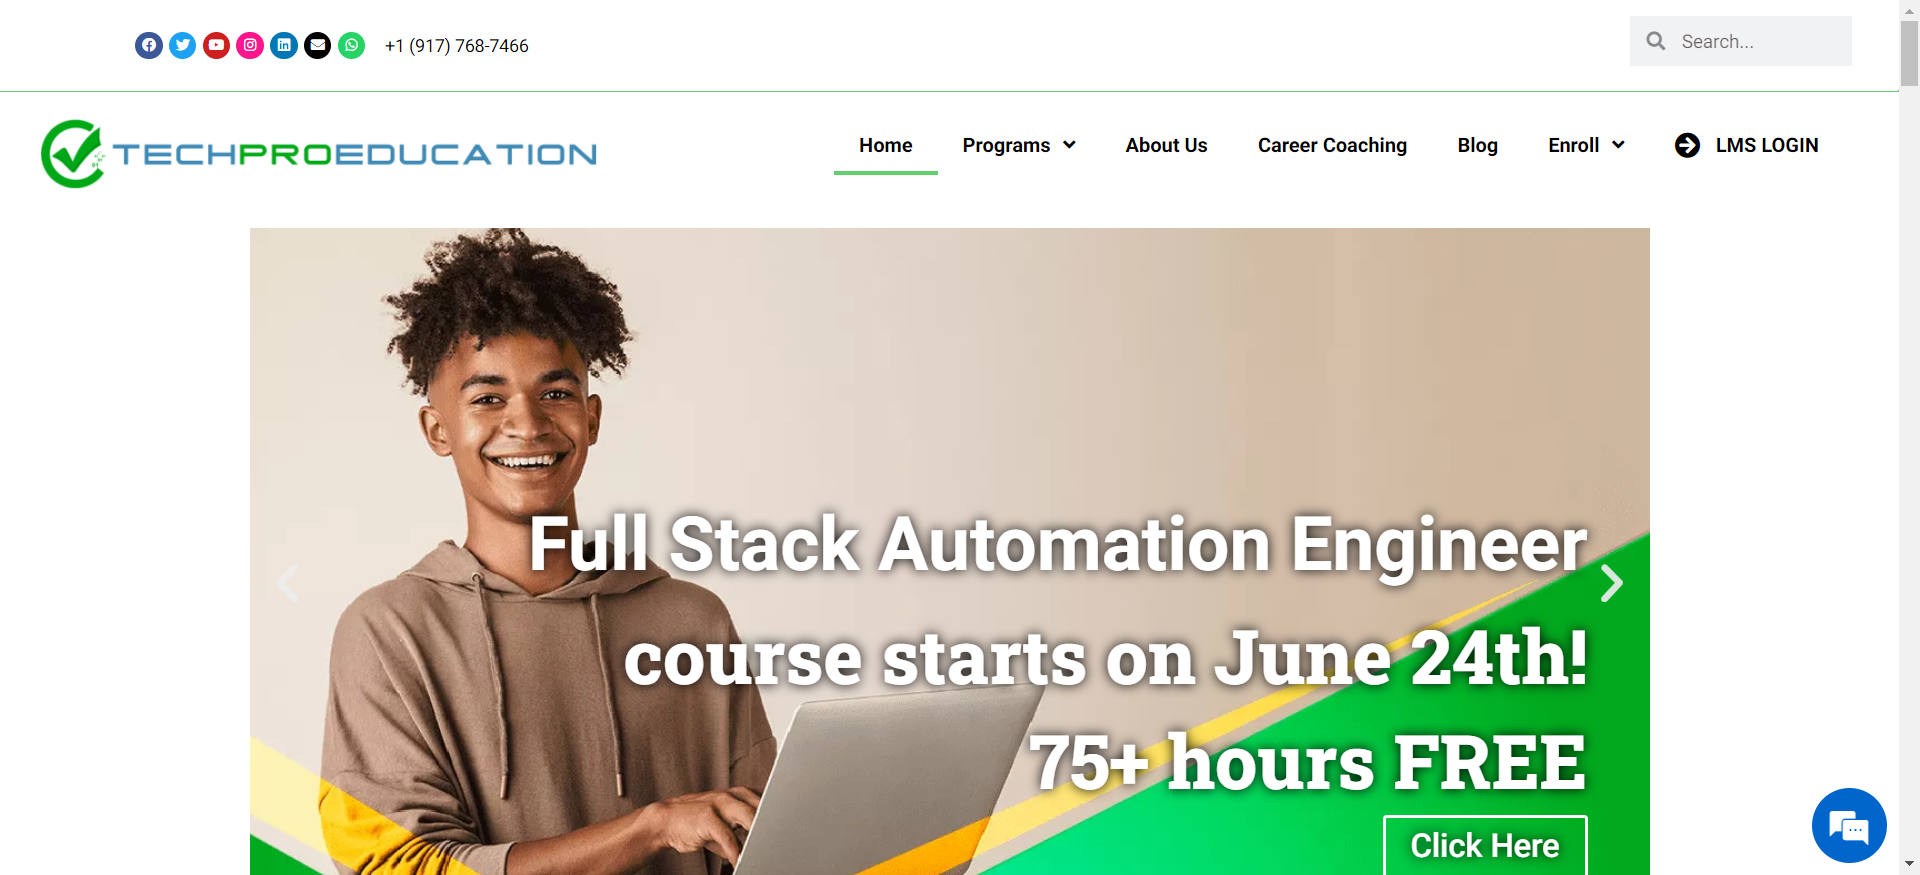 +1 (917) 768-7466
Search...
TECHPROEDUCATION
Home Programs About Us Career Coaching Blog Enroll LMS LOGIN
Full Stack Automation Engineer
course starts on June 24th!
75+ hours FREE
Click Here